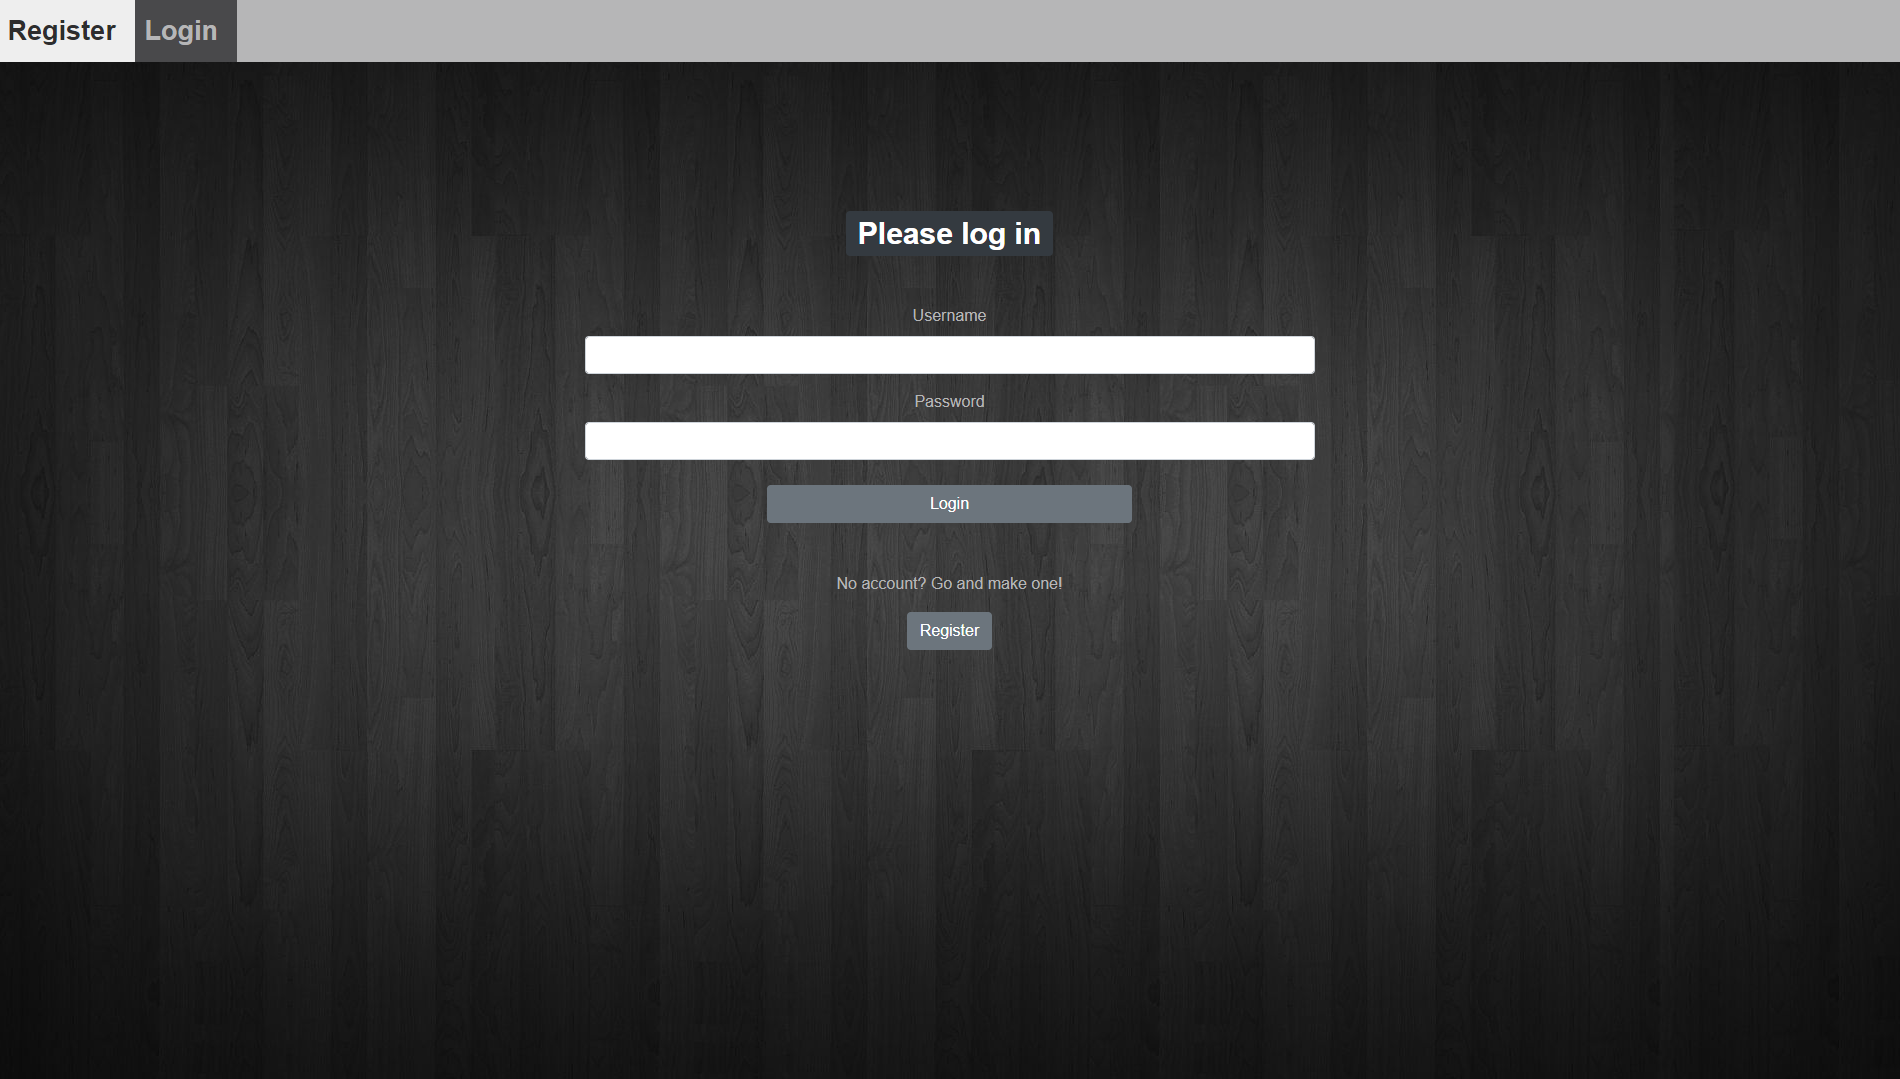 Register Login
Please log in
Username
Password
Login
No account? Go and make one!
Register